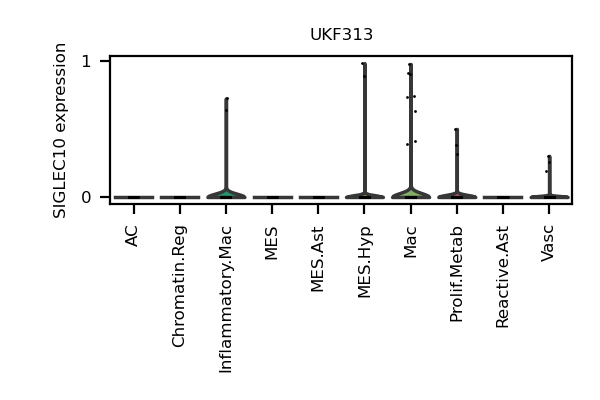 UKF313
SIGLEC10 expression
1
0
AC
Chromatin.Reg
Inflammatory.Mac
MES
MES.Ast
MES.Hyp
Mac
Prolif.Metab
Reactive.Ast
Vasc